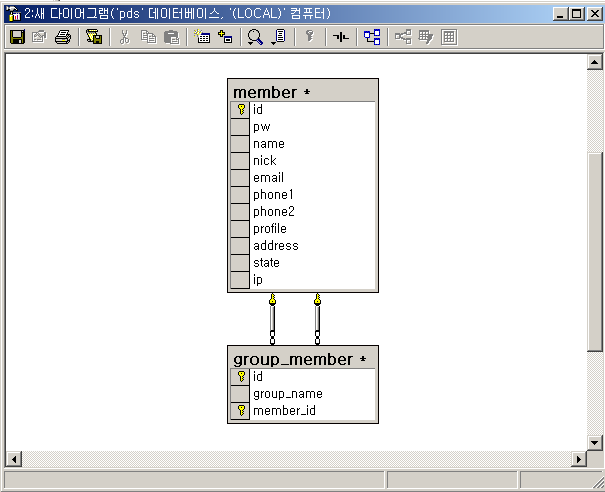 2:새 다이어그램('pds' 데이터베이스, '(LOCAL)' 컴퓨터)
member *
id
pw
name
nick
email
phone1
phone2
profile
address
state
ip
group_member *
id
group_name
member_id